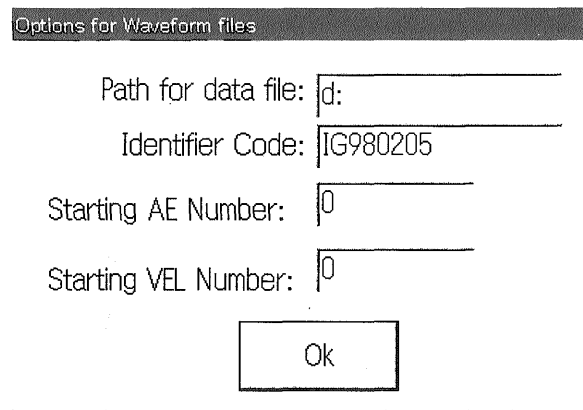 Options for Waveform files
Path for data file: d:
Identifier Code: IG980205
Starting AE Number: 0
Starting VEL Number: 0
Ok